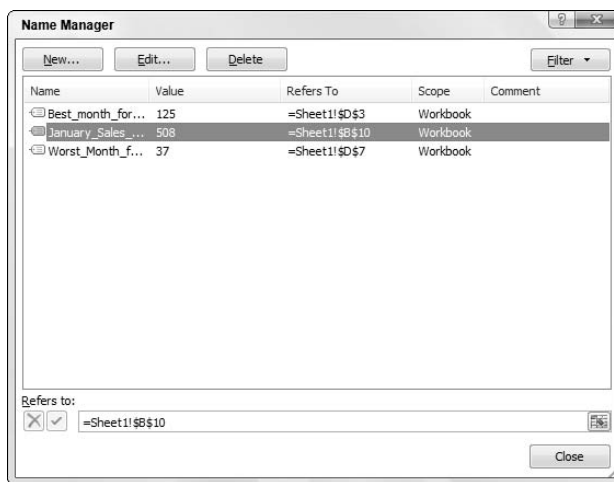 Name Manager
New... Edit... Delete Filter
Name Value Refers To Scope Comment
Best_month_for... 125 =Sheet1!$D$3 Workbook
January_Sales_... 508 =Sheet1!$B$10 Workbook
Worst_Month_f... 37 =Sheet1!$D$7 Workbook
Refers to:
=Sheet1!$B$10
Close